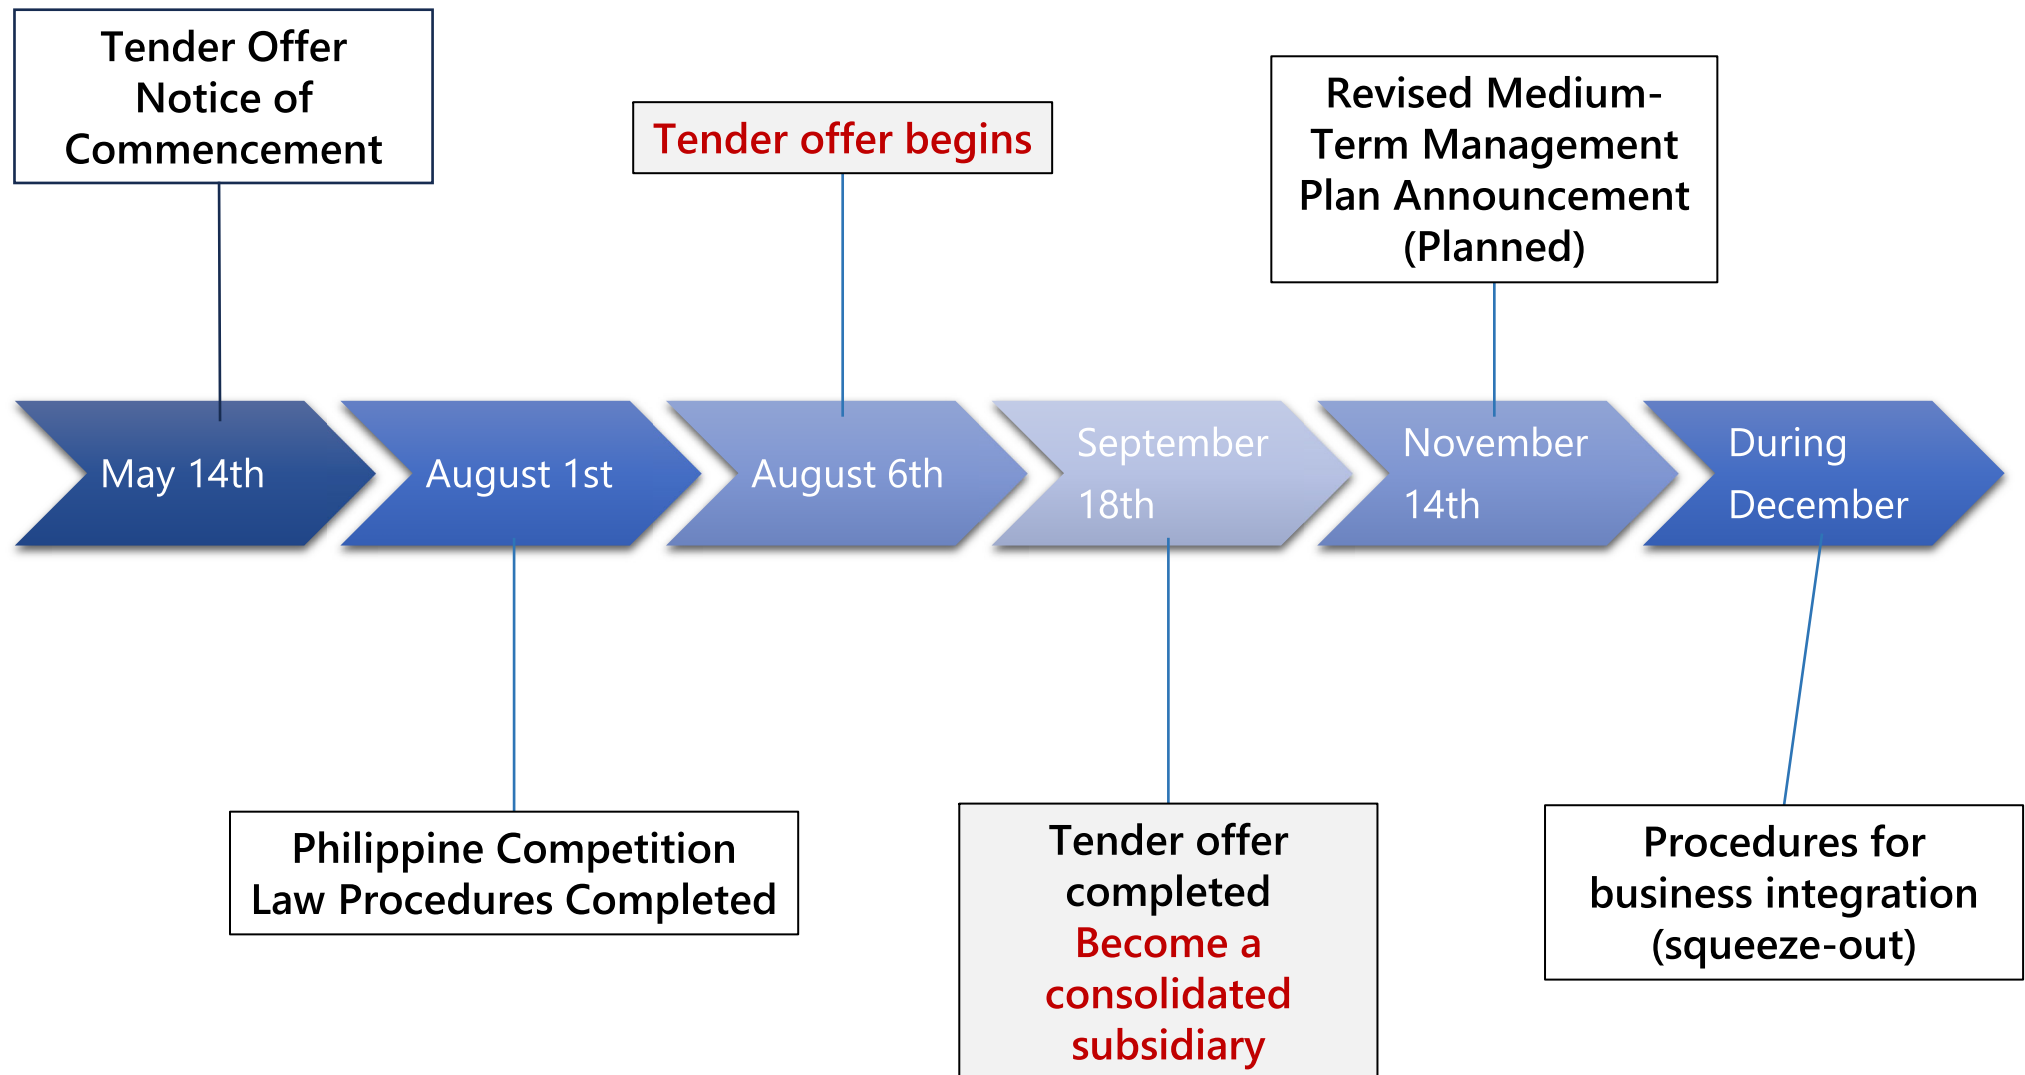 Tender Offer
Notice of
Commencement
Tender offer begins
Revised Medium-
Term Management
Plan Announcement
(Planned)
May 14th
August 1st
August 6th
September
18th
November
14th
During
December
Philippine Competition
Law Procedures Completed
Tender offer
completed
Become a
consolidated
subsidiary
Procedures for
business integration
(squeeze-out)